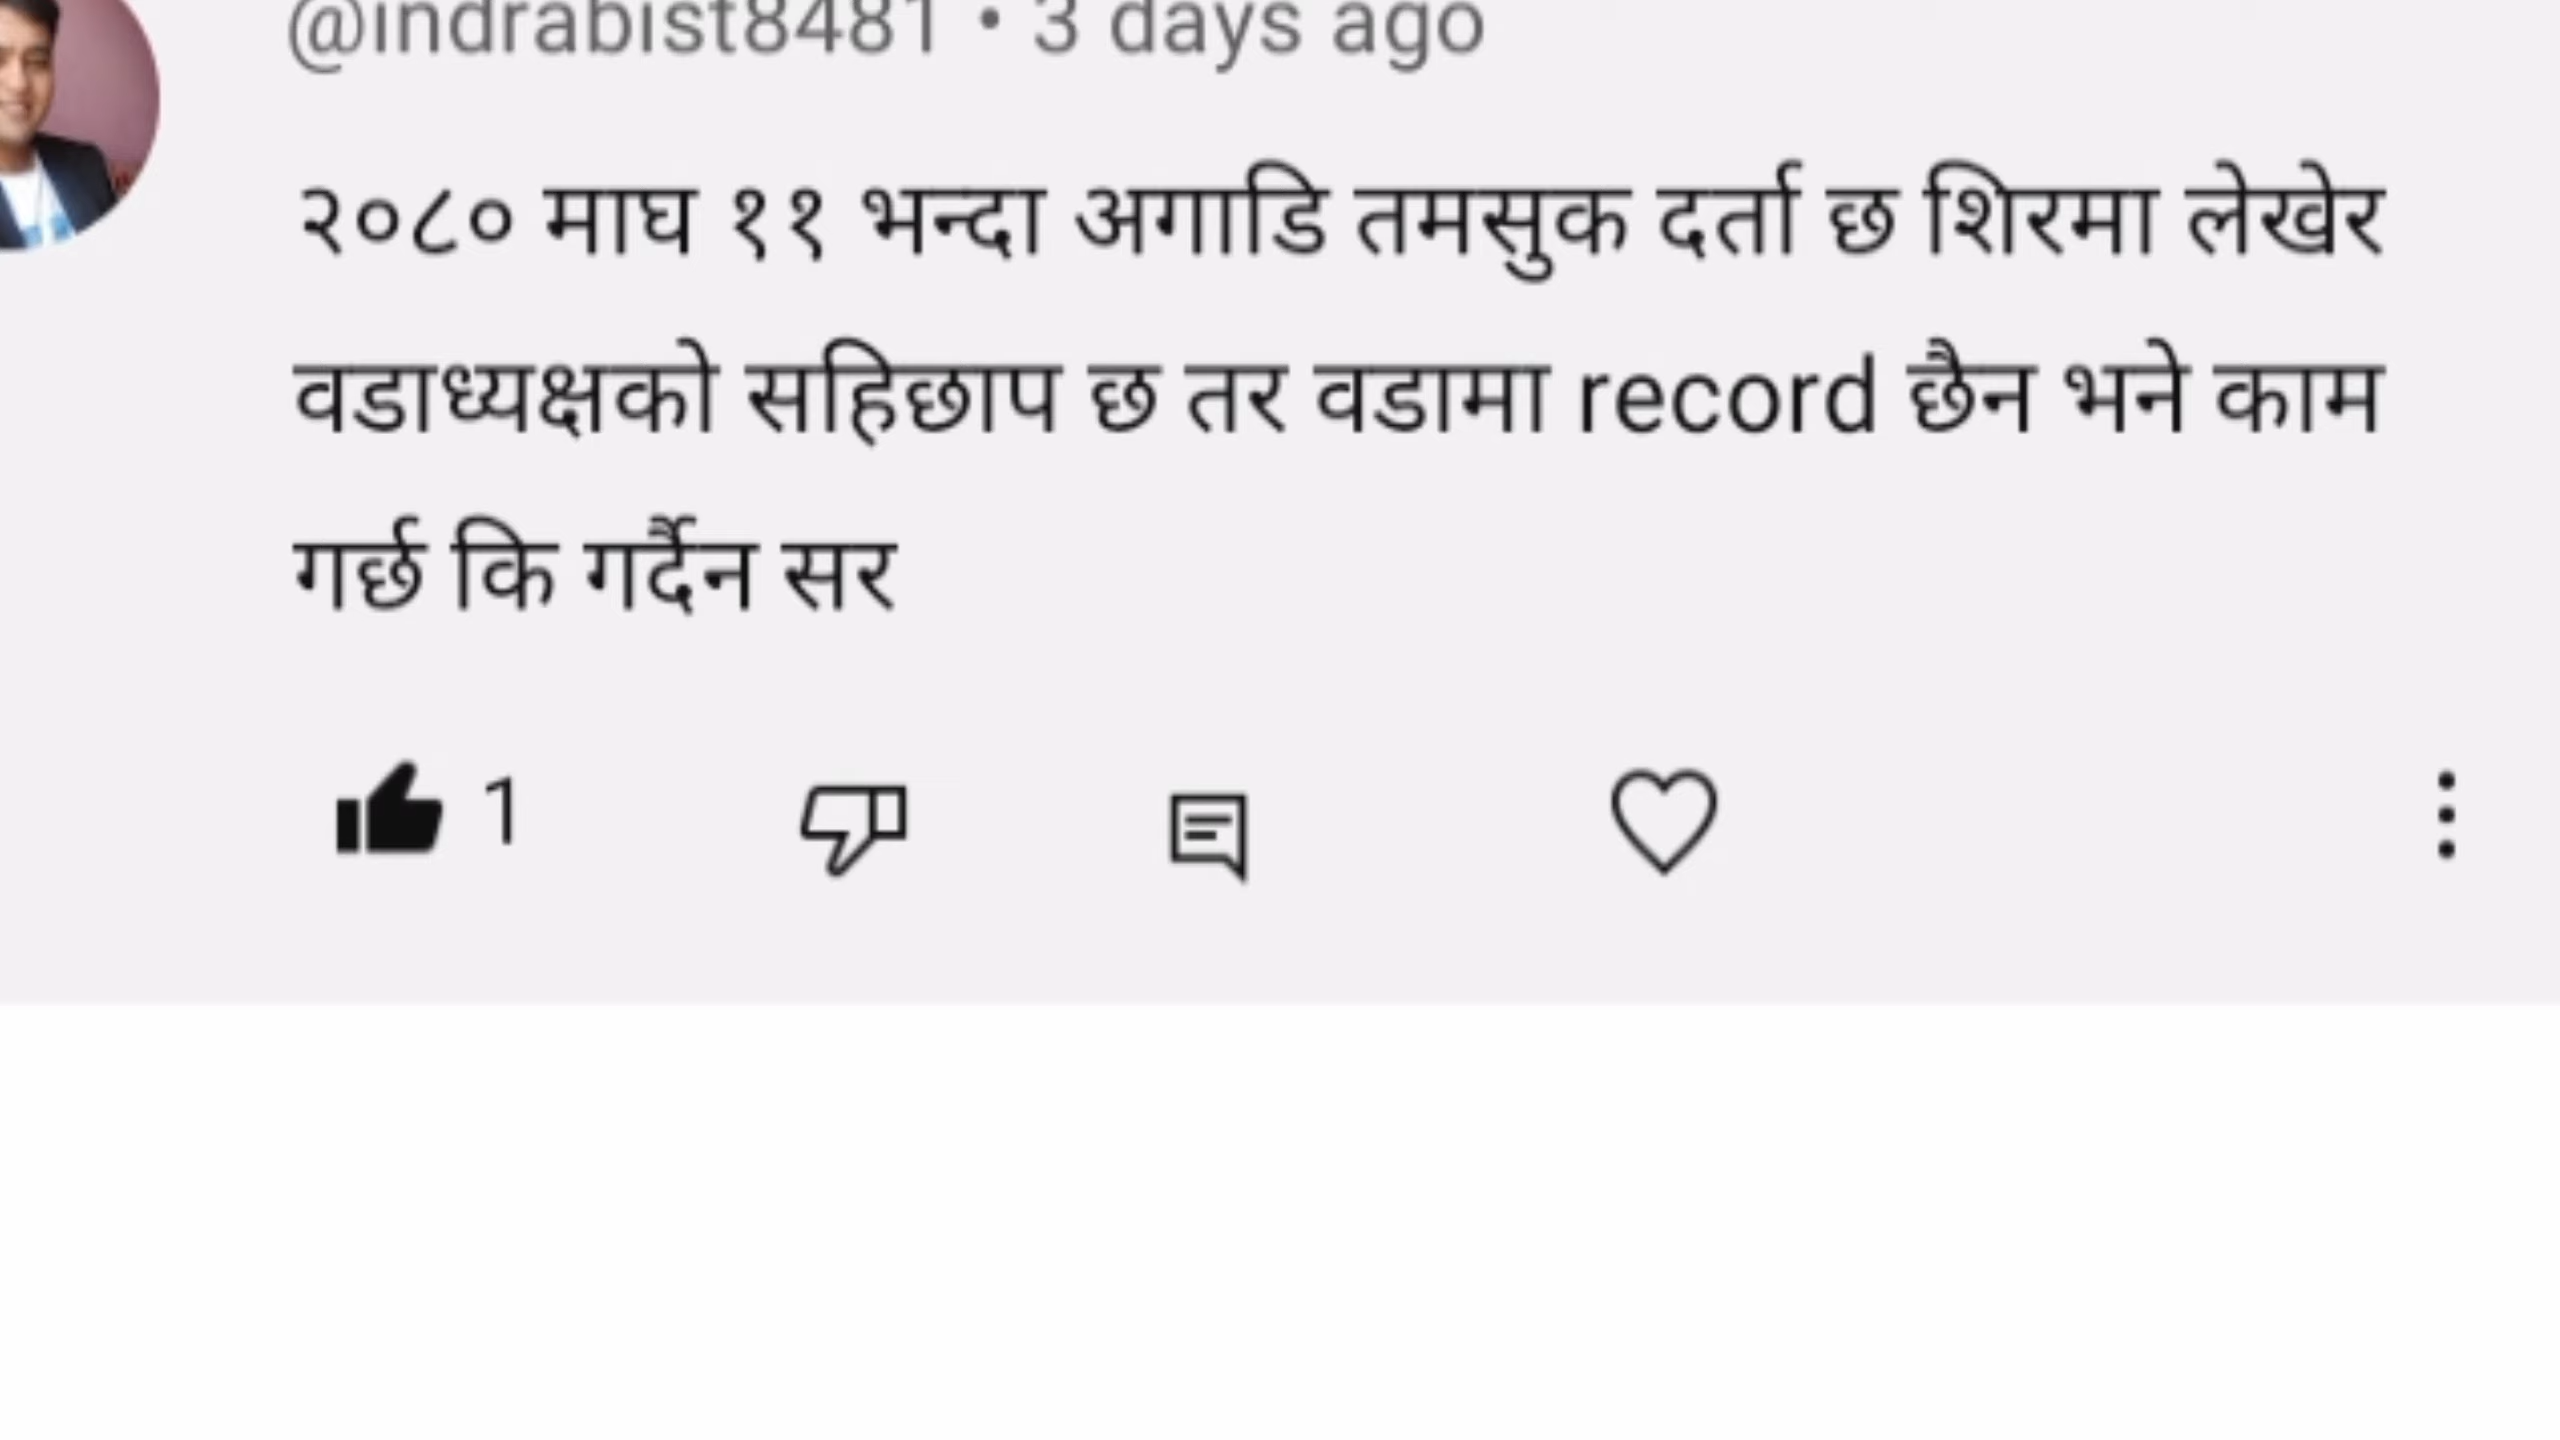 @indrabist8481 • 3 days ago
२०८० माघ ११ भन्दा अगाडि तमसुक दर्ता छ शिरमा लेखेर
वडाध्यक्षको सहिछाप छ तर वडामा record छैन भने काम
गर्छ कि गर्दैन सर
1